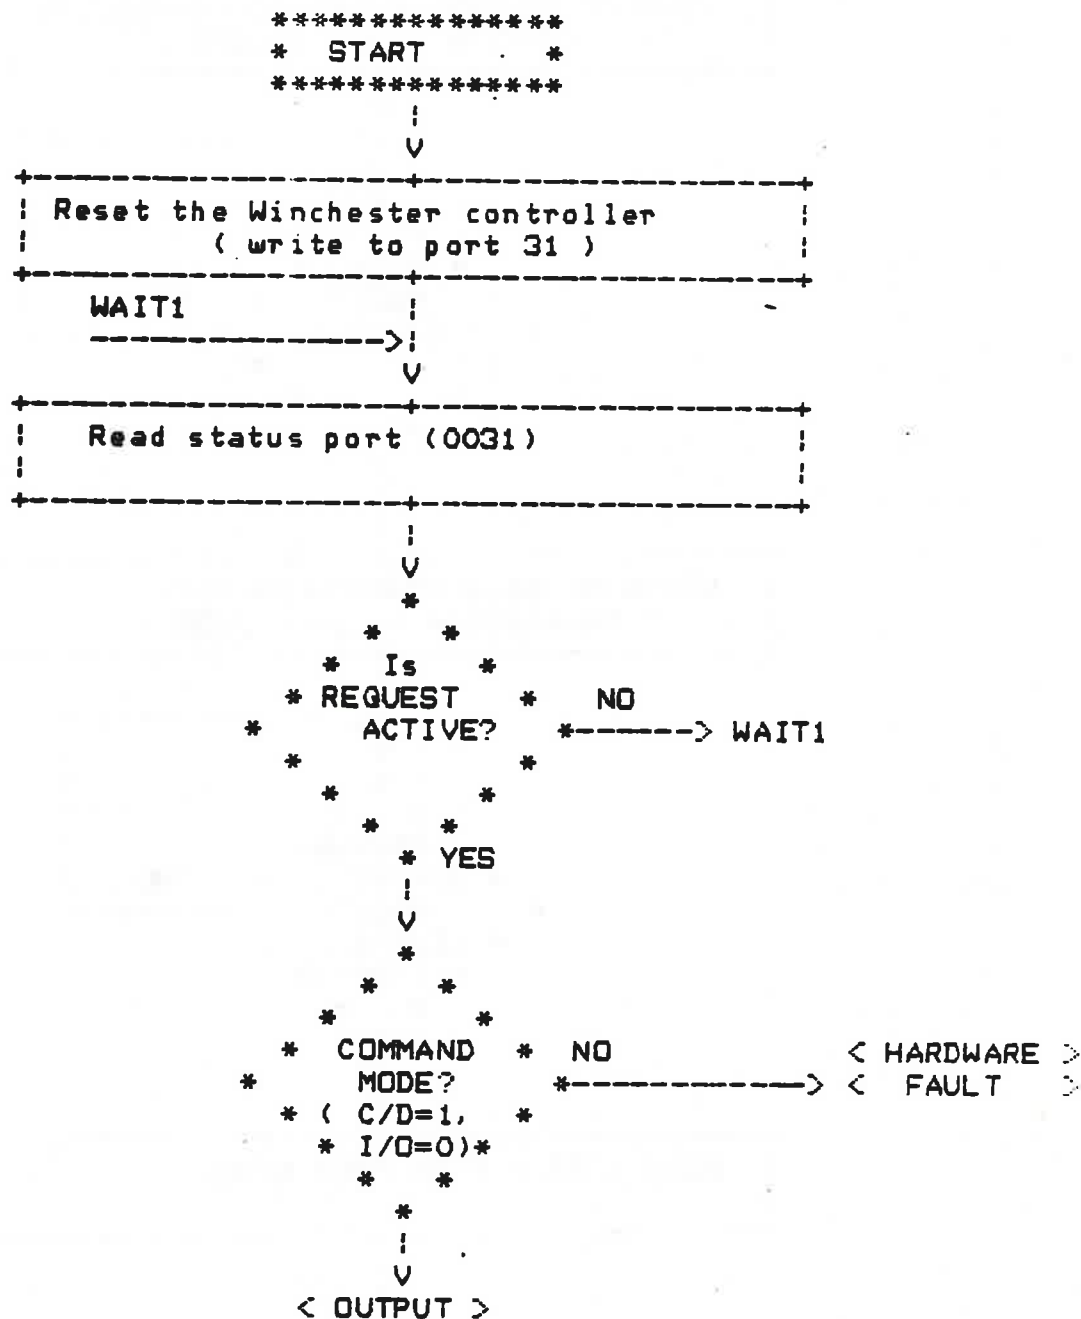 START
Reset the Winchester controller
( write to port 31 )
WAIT1
Read status port (0031)
Is
REQUEST NO
ACTIVE? WAIT1
YES
COMMAND NO < HARDWARE >
MODE? < FAULT >
( C/D=1,
I/O=0)
< OUTPUT >